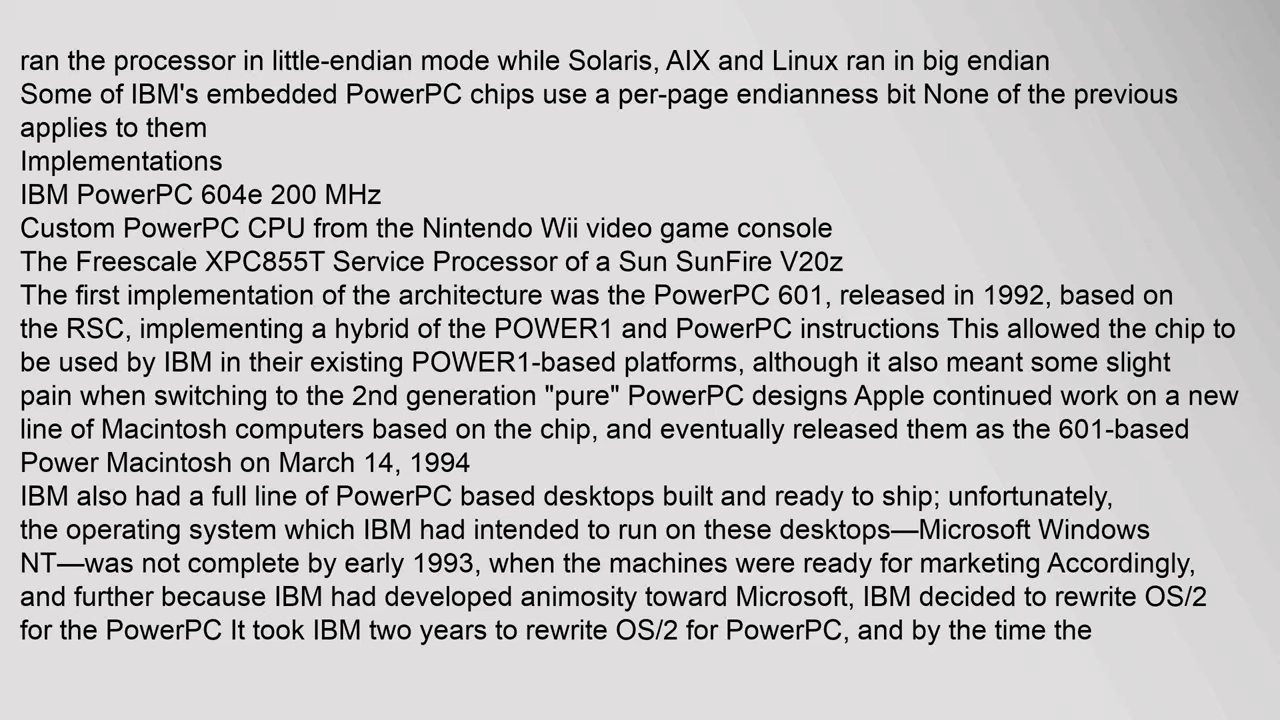 ran the processor in little-endian mode while Solaris, AIX and Linux ran in big endian
Some of IBM's embedded PowerPC chips use a per-page endianness bit None of the previous
applies to them
Implementations
IBM PowerPC 604e 200 MHz
Custom PowerPC CPU from the Nintendo Wii video game console
The Freescale XPC855T Service Processor of a Sun SunFire V20z
The first implementation of the architecture was the PowerPC 601, released in 1992, based on
the RSC, implementing a hybrid of the POWER1 and PowerPC instructions This allowed the chip to
be used by IBM in their existing POWER1-based platforms, although it also meant some slight
pain when switching to the 2nd generation "pure" PowerPC designs Apple continued work on a new
line of Macintosh computers based on the chip, and eventually released them as the 601-based
Power Macintosh on March 14, 1994
IBM also had a full line of PowerPC based desktops built and ready to ship; unfortunately,
the operating system which IBM had intended to run on these desktops—Microsoft Windows
NT—was not complete by early 1993, when the machines were ready for marketing Accordingly,
and further because IBM had developed animosity toward Microsoft, IBM decided to rewrite OS/2
for the PowerPC It took IBM two years to rewrite OS/2 for PowerPC, and by the time the